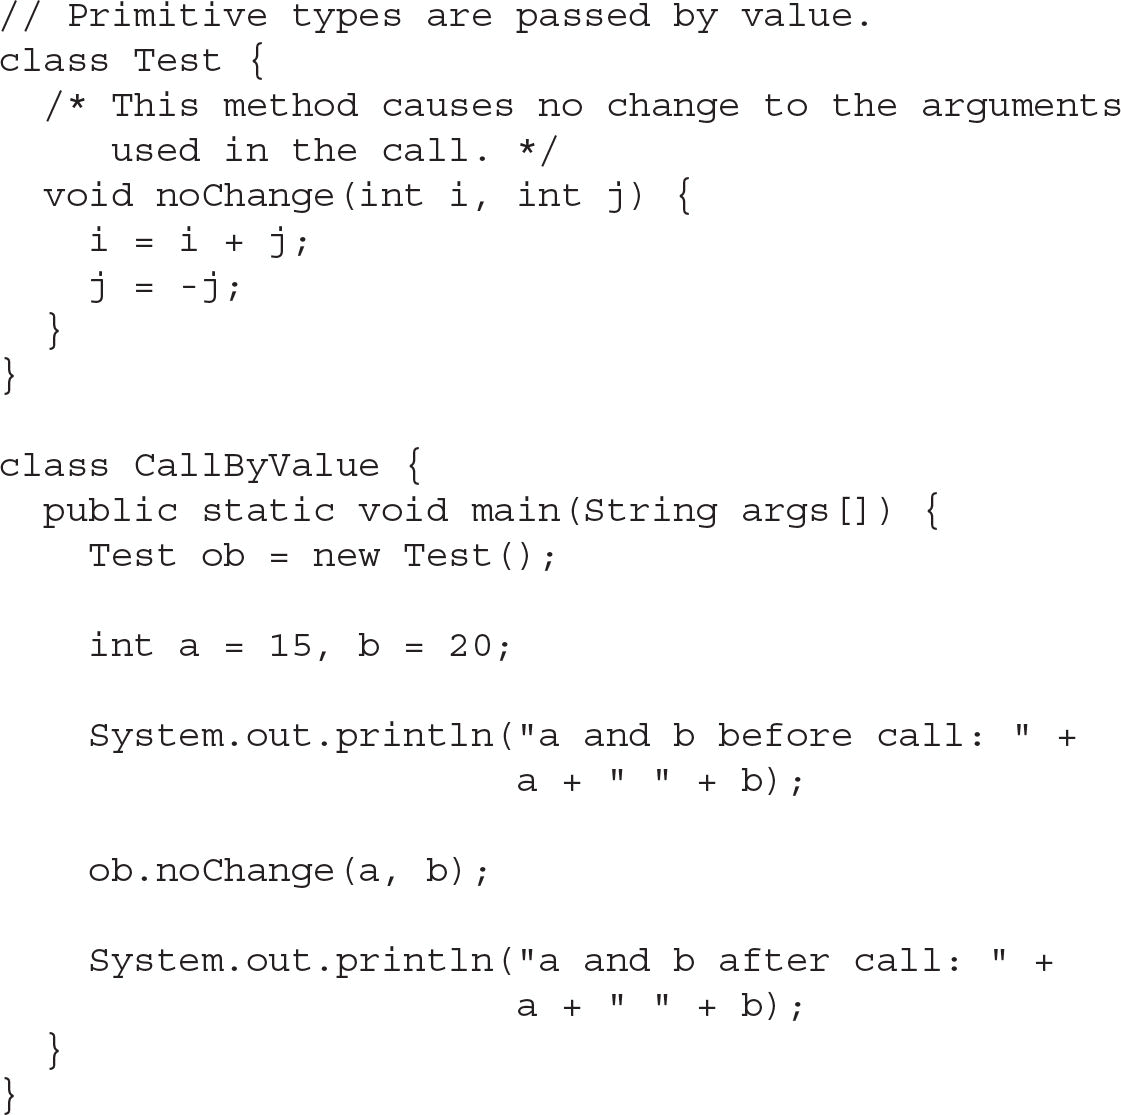 // Primitive types are passed by value.
class Test {
  /* This method causes no change to the arguments
     used in the call. */
  void noChange(int i, int j) {
    i = i + j;
    j = -j;
  }
}

class CallByValue {
  public static void main(String args[]) {
    Test ob = new Test();

    int a = 15, b = 20;

    System.out.println("a and b before call: " +
                       a + " " + b);

    ob.noChange(a, b);

    System.out.println("a and b after call: " +
                       a + " " + b);
  }
}